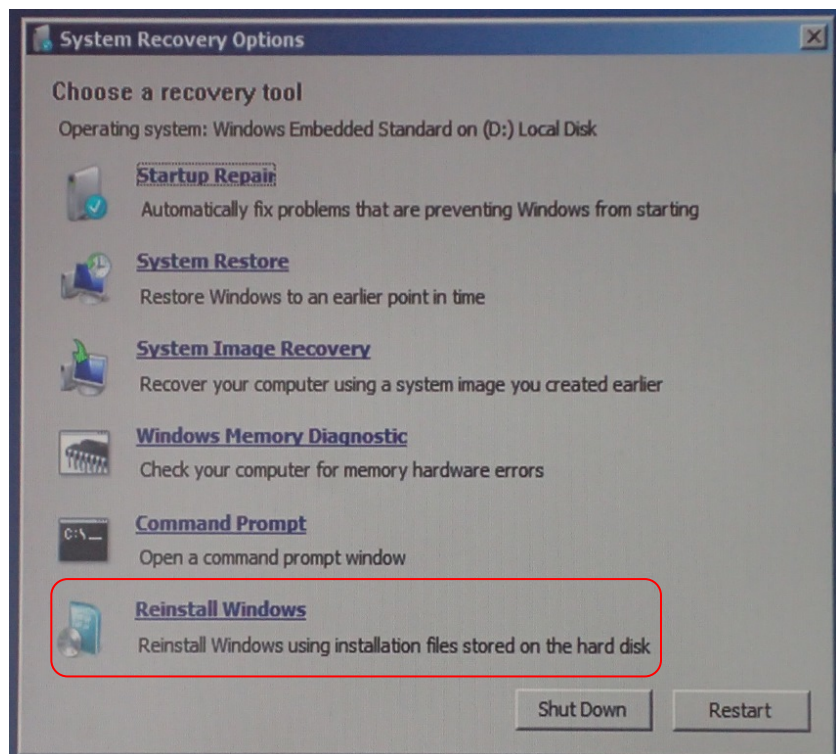 System Recovery Options
Choose a recovery tool
Operating system: Windows Embedded Standard on (D:) Local Disk
Startup Repair
Automatically fix problems that are preventing Windows from starting
System Restore
Restore Windows to an earlier point in time
System Image Recovery
Recover your computer using a system image you created earlier
Windows Memory Diagnostic
Check your computer for memory hardware errors
C:\_
Command Prompt
Open a command prompt window
Reinstall Windows
Reinstall Windows using installation files stored on the hard disk
Shut Down Restart